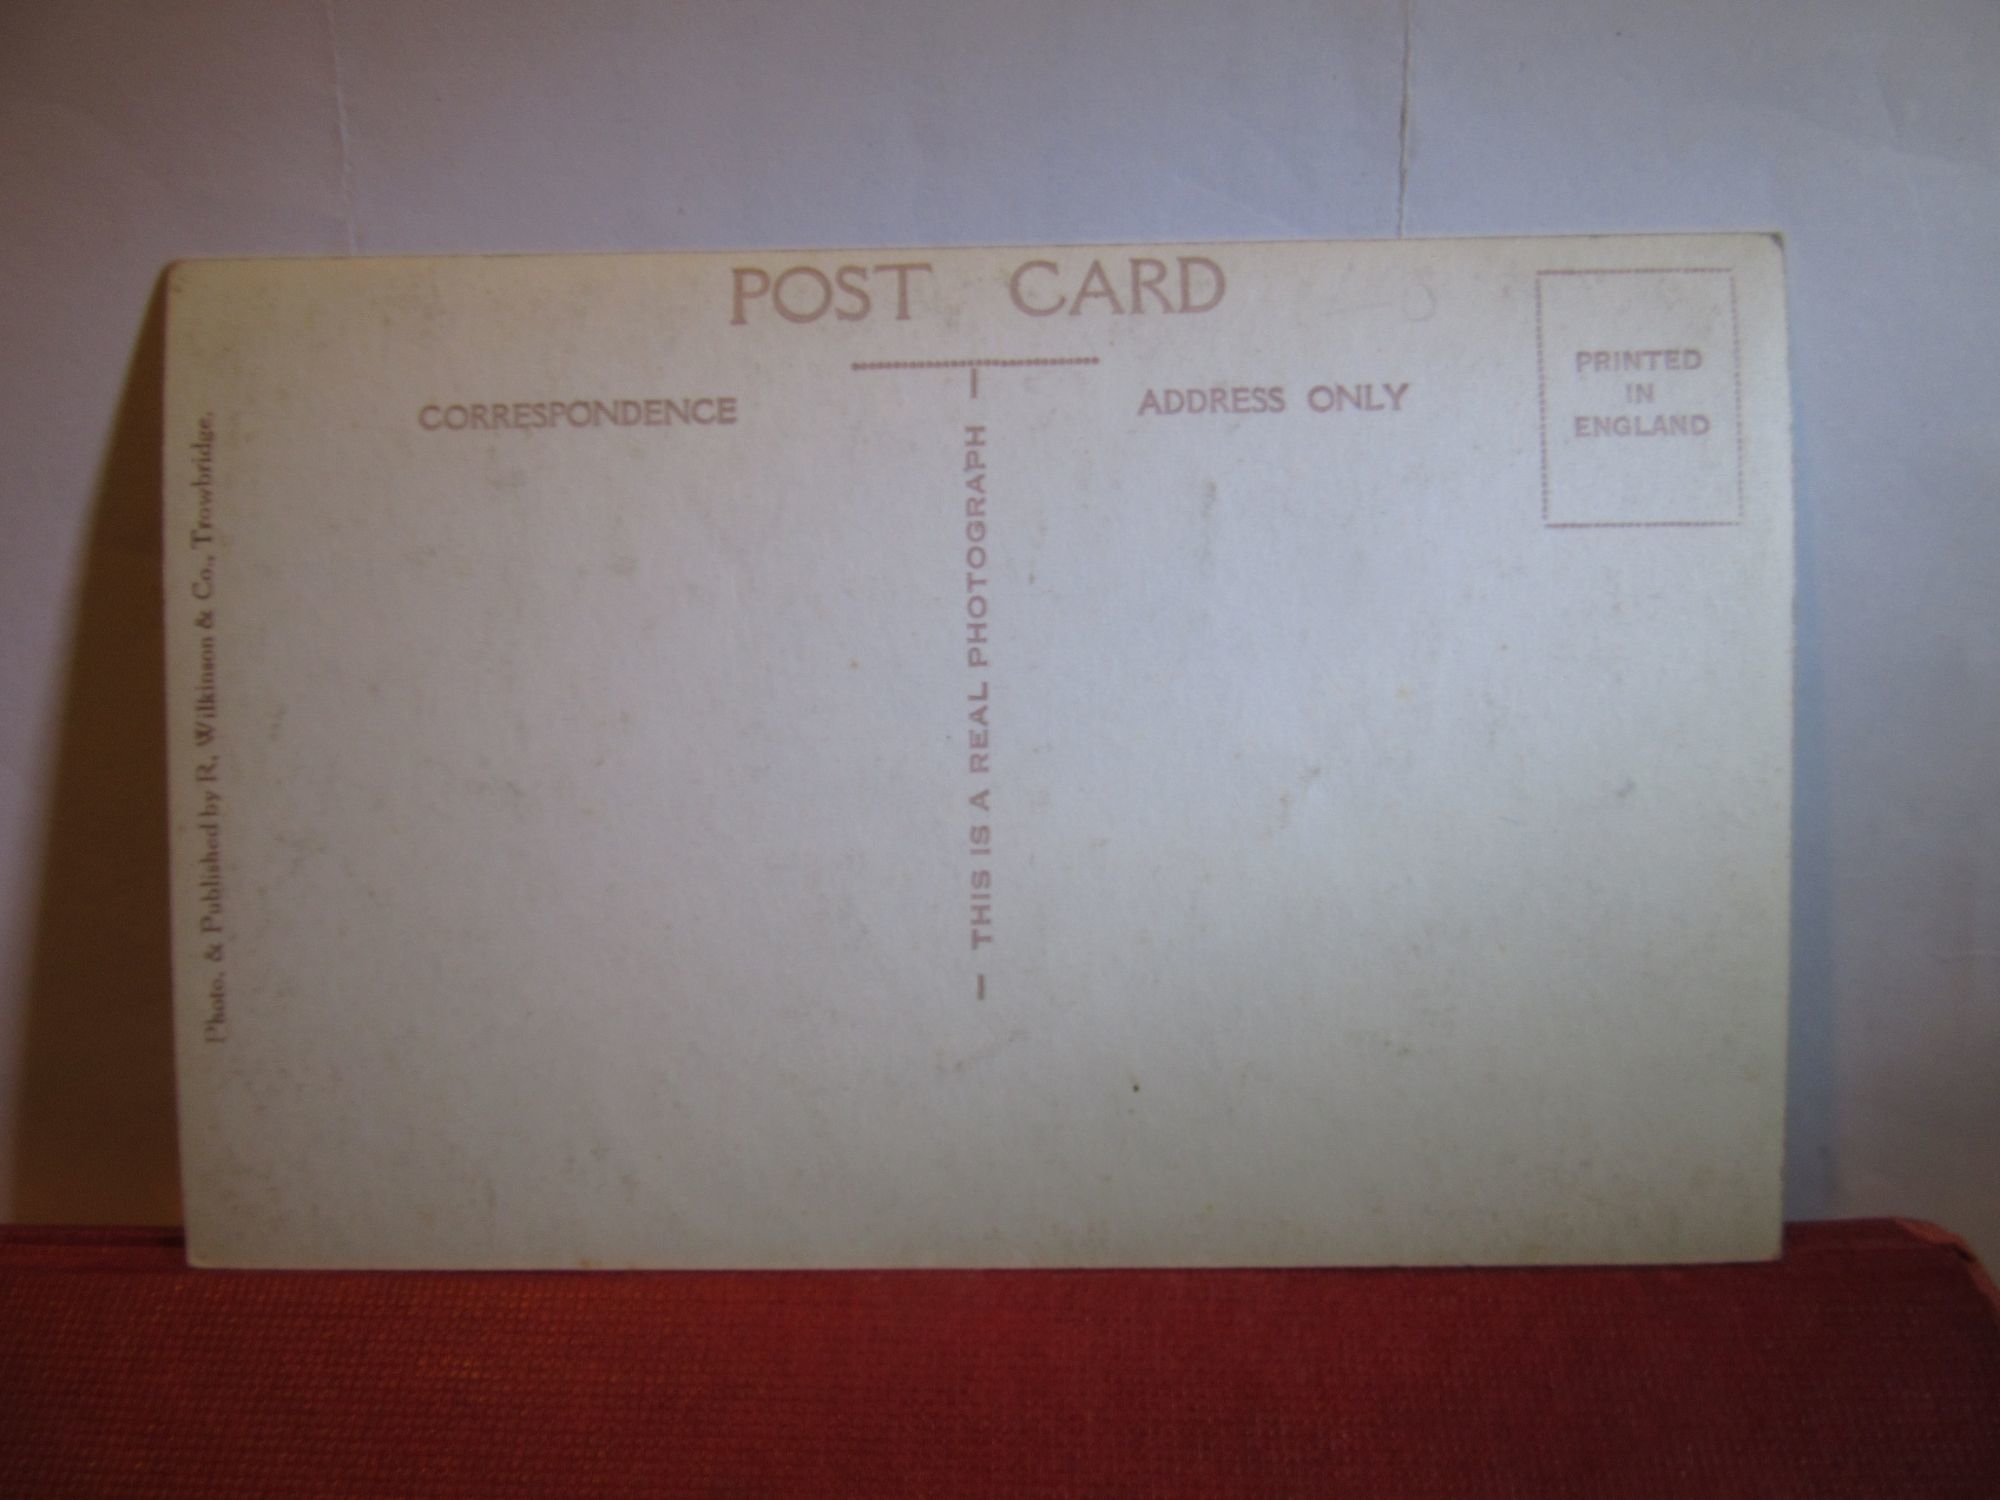 POST CARD
CORRESPONDENCE
ADDRESS ONLY
PRINTED
IN
ENGLAND
THIS IS A REAL PHOTOGRAPH
Photo. & Published by R. Wilkinson & Co., Trowbridge.